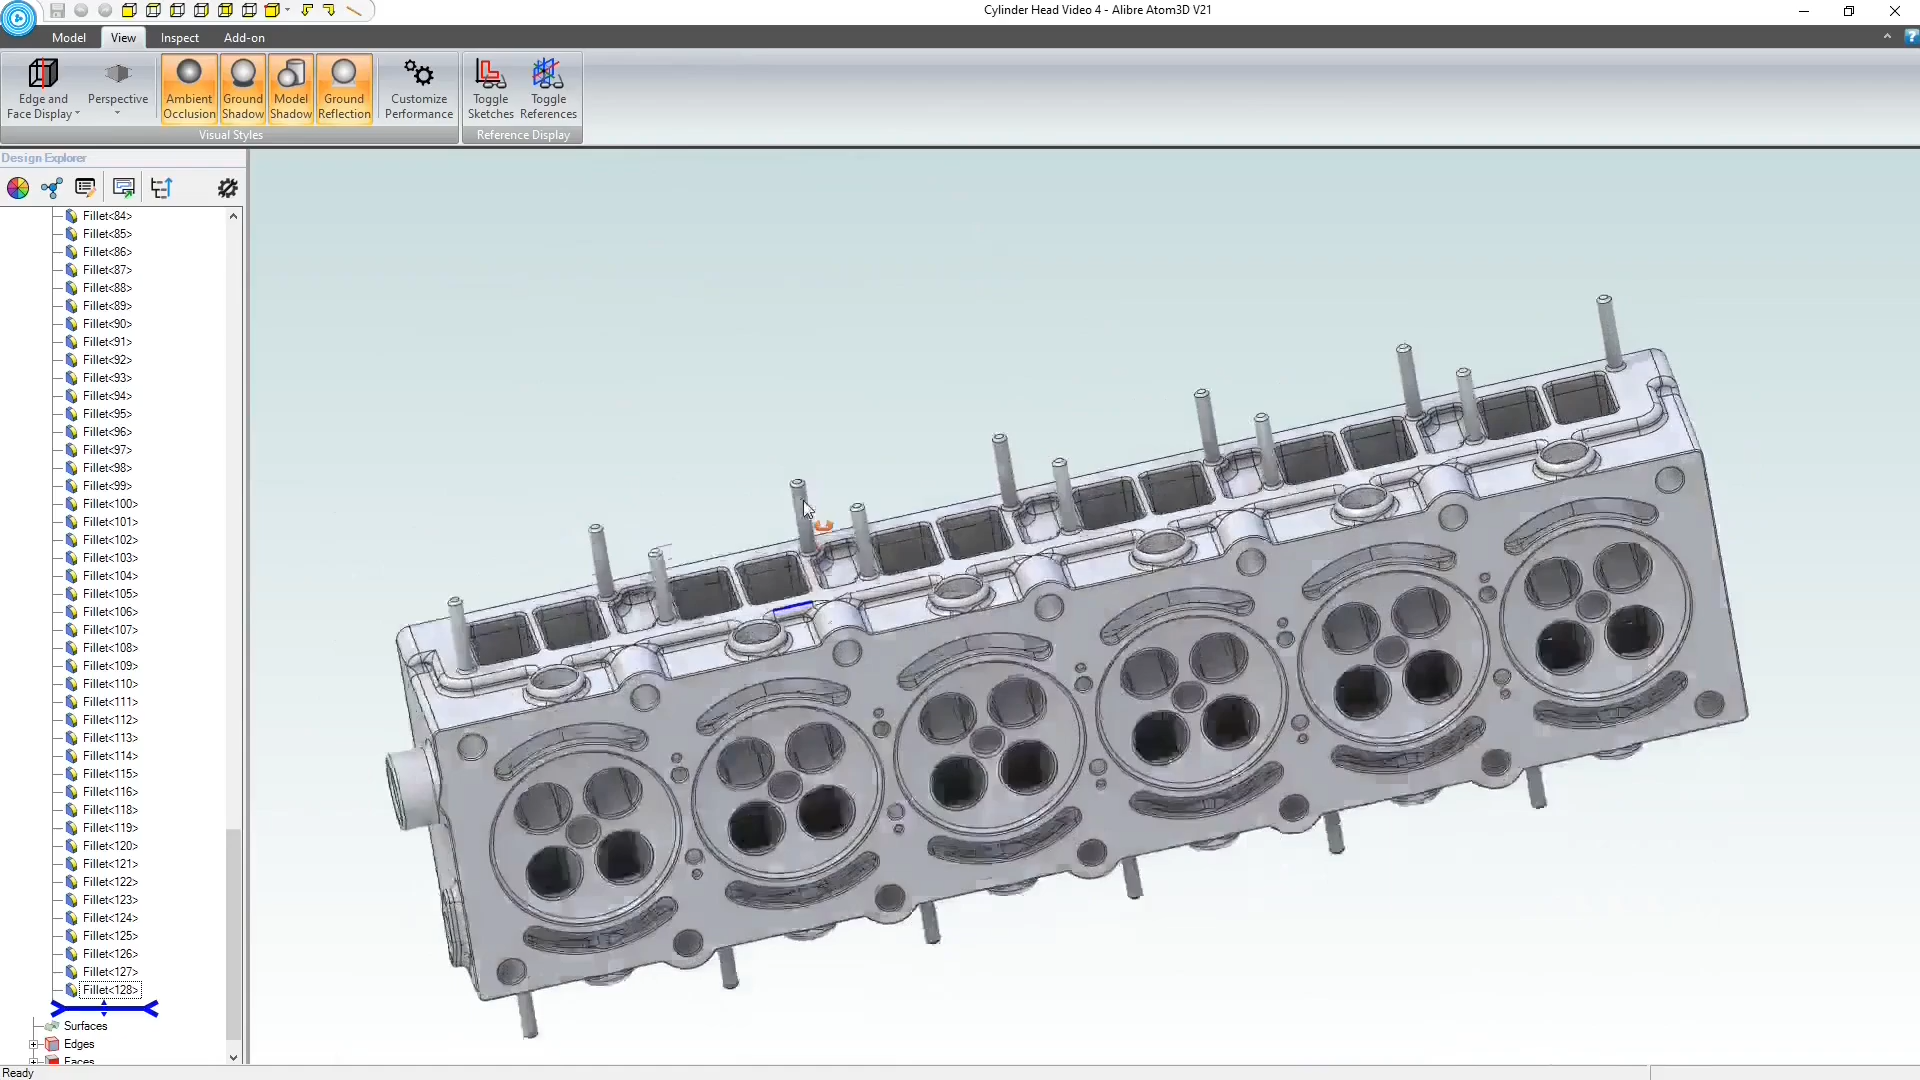 Cylinder Head Video 4 - Alibre Atom3D V21
Model View Inspect Add-on
?
Edge and
Face Display
Perspective
Ambient
Occlusion
Ground
Shadow
Model
Shadow
Ground
Reflection
Customize
Performance
Toggle
Sketches
Toggle
References
Visual Styles
Reference Display
Design Explorer
Fillet<84>
Fillet<85>
Fillet<86>
Fillet<87>
Fillet<88>
Fillet<89>
Fillet<90>
Fillet<91>
Fillet<92>
Fillet<93>
Fillet<94>
Fillet<95>
Fillet<96>
Fillet<97>
Fillet<98>
Fillet<99>
Fillet<100>
Fillet<101>
Fillet<102>
Fillet<103>
Fillet<104>
Fillet<105>
Fillet<106>
Fillet<107>
Fillet<108>
Fillet<109>
Fillet<110>
Fillet<111>
Fillet<112>
Fillet<113>
Fillet<114>
Fillet<115>
Fillet<116>
Fillet<118>
Fillet<119>
Fillet<120>
Fillet<121>
Fillet<122>
Fillet<123>
Fillet<124>
Fillet<125>
Fillet<126>
Fillet<127>
Fillet<128>
Surfaces
Edges
Faces
Ready